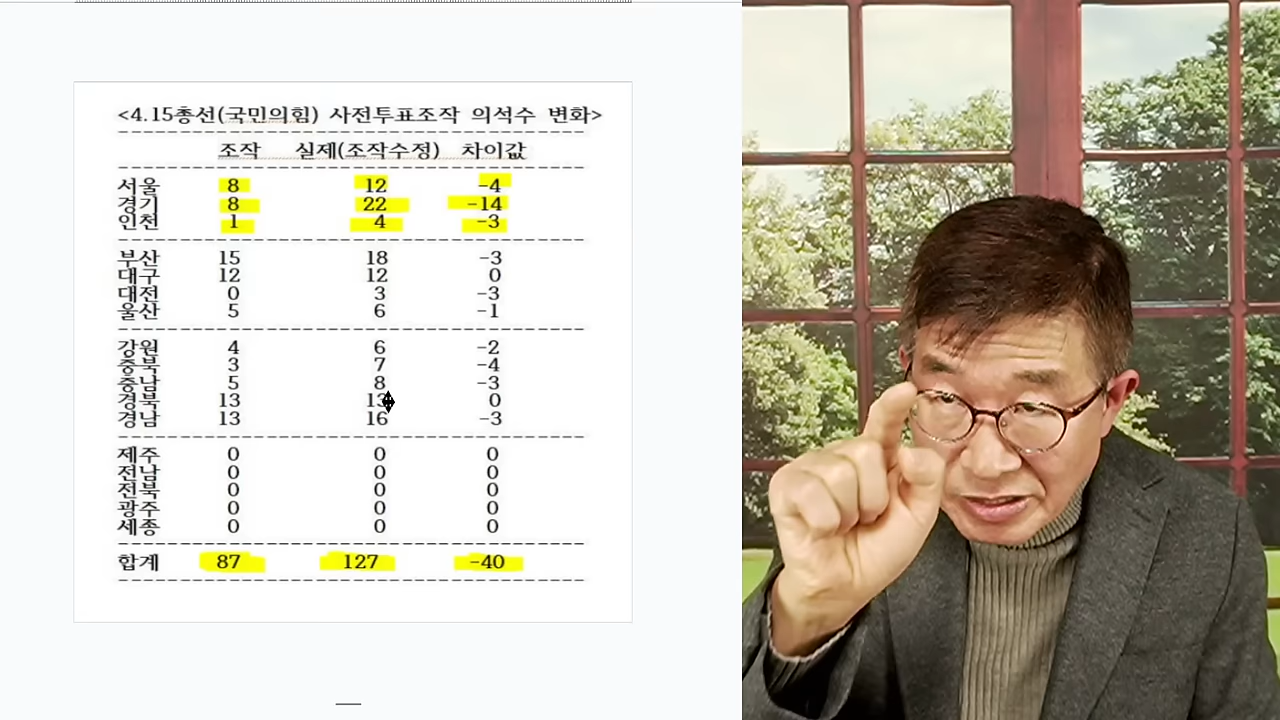 <4.15총선(국민의힘) 사전투표조작 의석수 변화>
조작 실제(조작수정) 차이값
서울 8 12 -4
경기 8 22 -14
인천 1 4 -3
부산 15 18 -3
대구 12 12 0
대전 0 3 -3
울산 5 6 -1
강원 4 6 -2
충북 3 7 -4
충남 5 8 -3
경북 13 13 0
경남 13 16 -3
제주 0 0 0
전남 0 0 0
전북 0 0 0
광주 0 0 0
세종 0 0 0
합계 87 127 -40